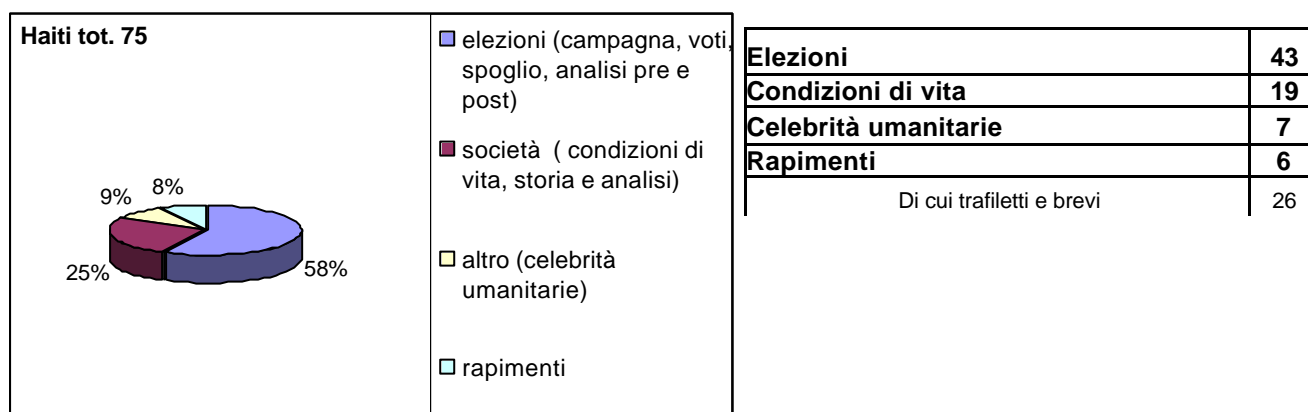 Haiti tot. 75
9%
8%
25%
58%
elezioni (campagna, voti,
spoglio, analisi pre e
post)
società ( condizioni di
vita, storia e analisi)
altro (celebrità
umanitarie)
rapimenti
Elezioni 43
Condizioni di vita 19
Celebrità umanitarie 7
Rapimenti 6
Di cui trafiletti e brevi 26